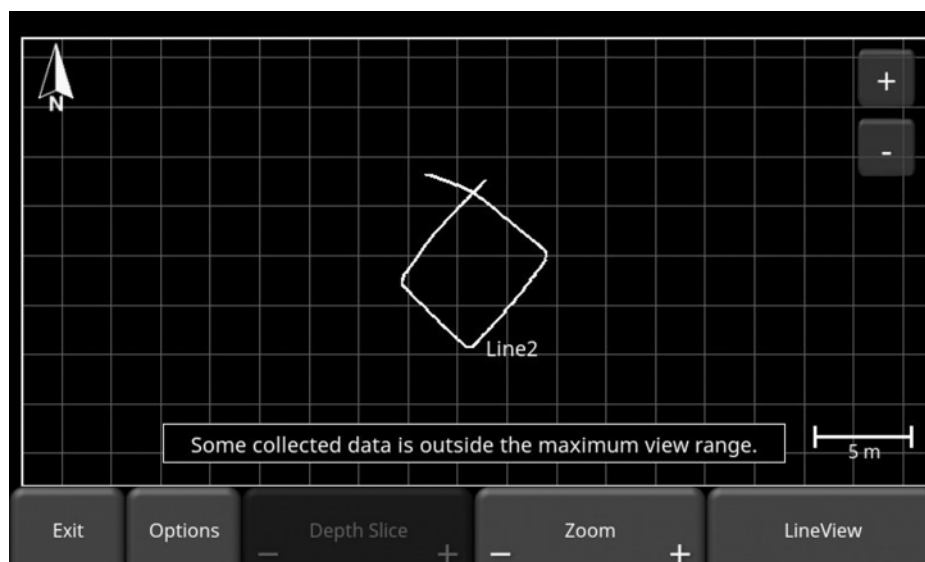 N
+
-
Line2
Some collected data is outside the maximum view range.
5 m
Exit
Options
Depth Slice
− +
Zoom
− +
LineView